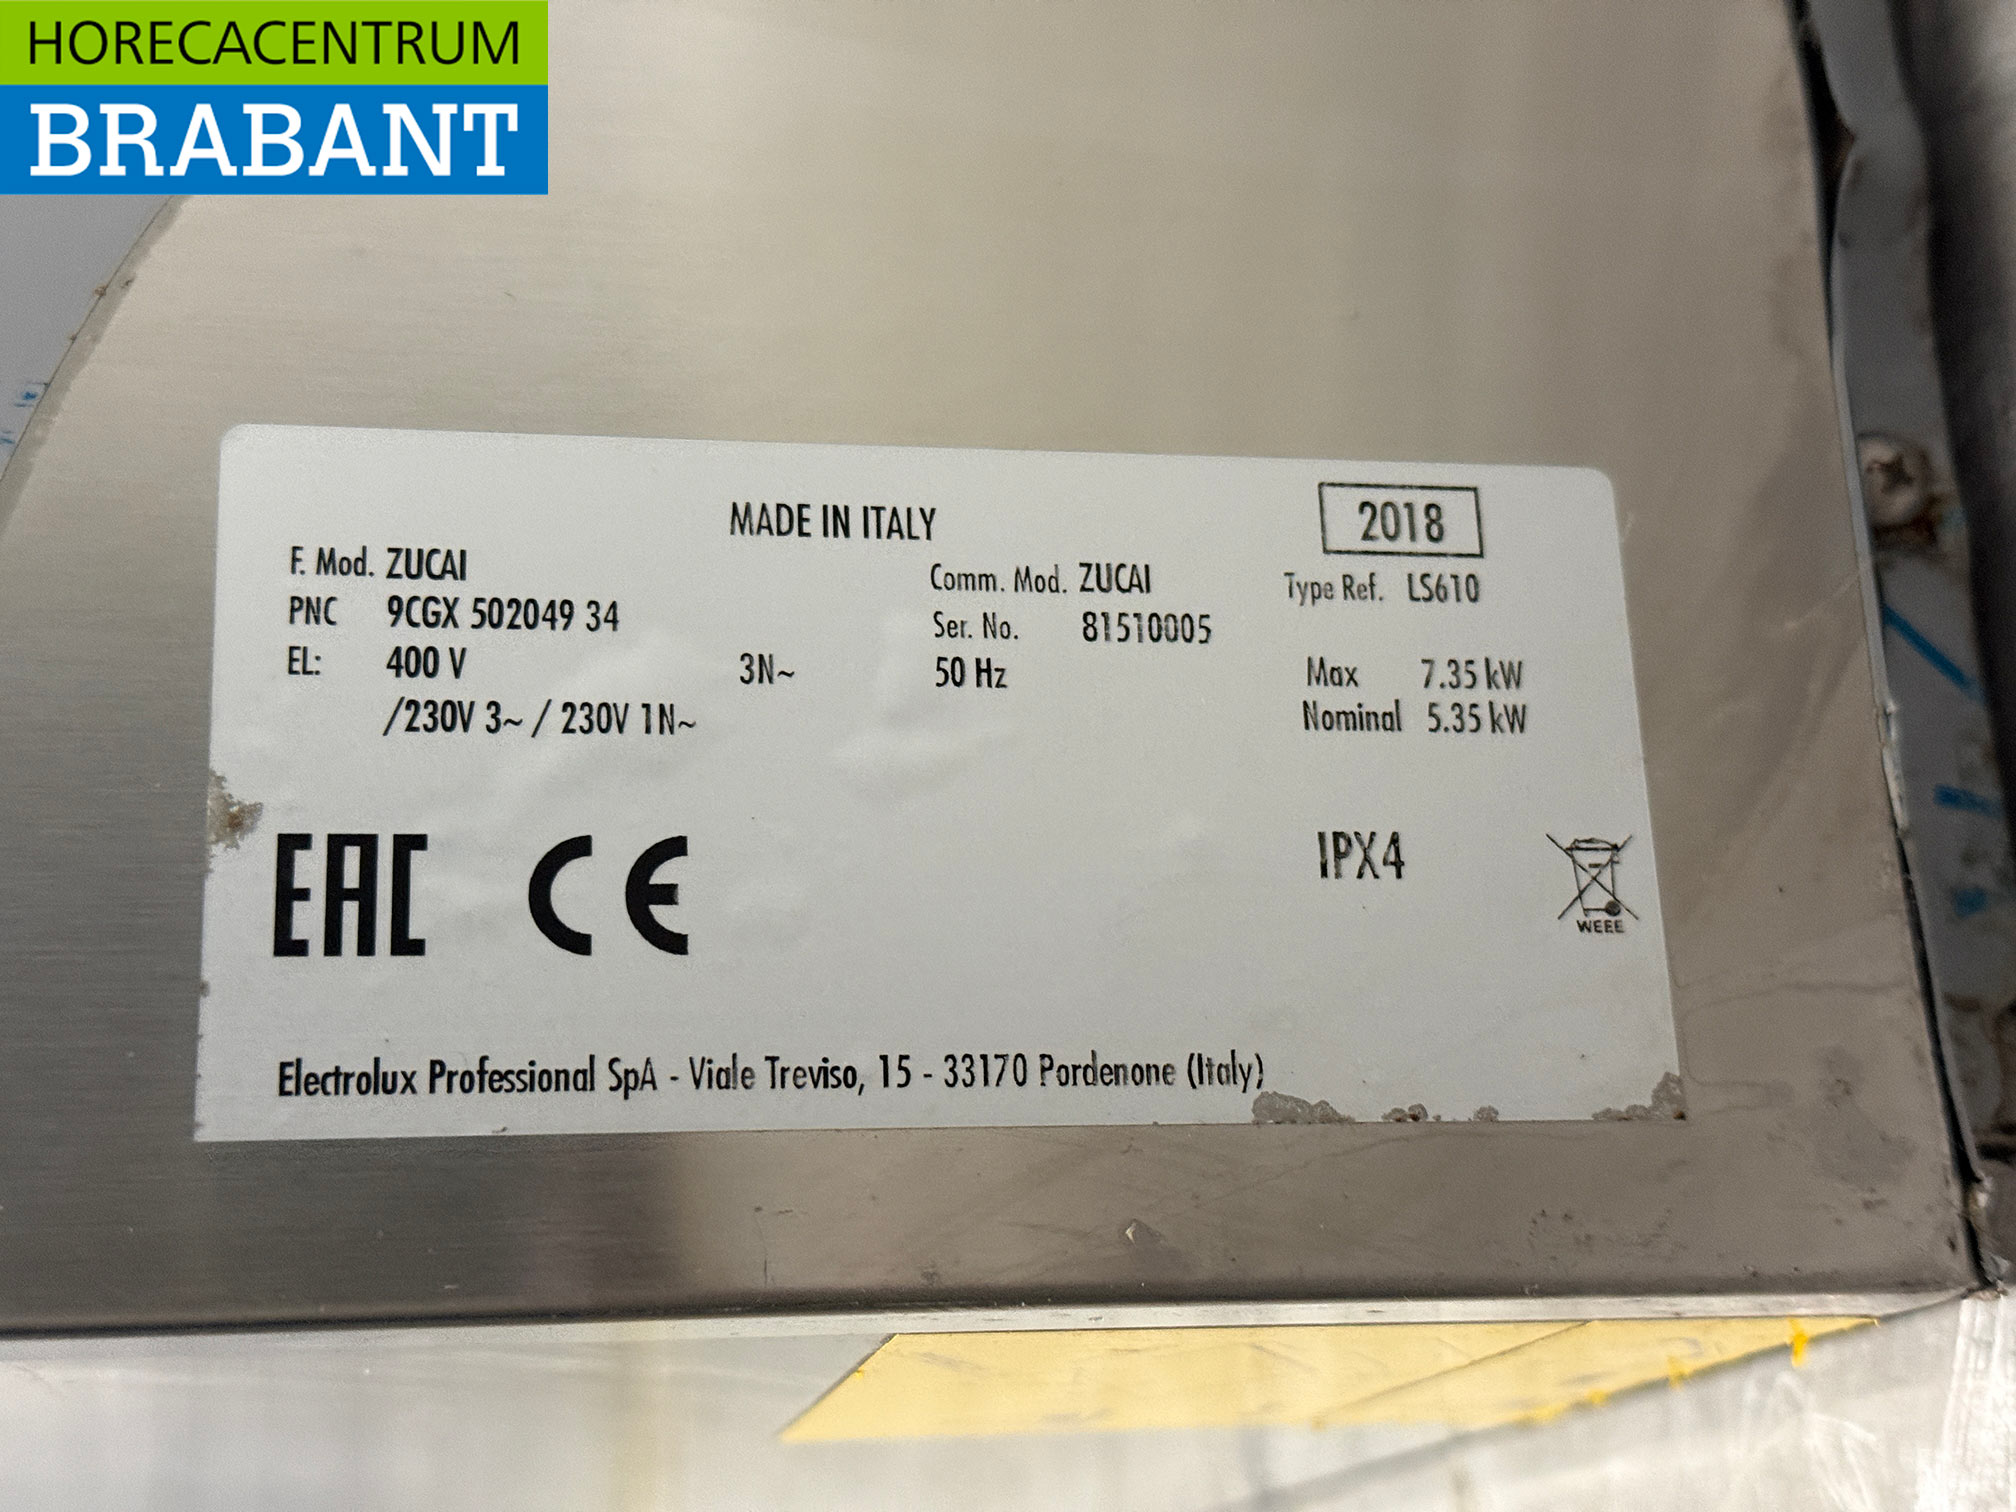 HORECACENTRUM
BRABANT
MADE IN ITALY
2018
F. Mod. ZUCAI
Comm. Mod. ZUCAI
Type Ref. LS610
PNC 9CGX 502049 34
Ser. No. 81510005
EL: 400 V 3N~ 50 Hz
Max 7.35 kW
/230V 3~ / 230V 1N~
Nominal 5.35 kW
EAC CE
IPX4
WEEE
Electrolux Professional SpA - Viale Treviso, 15 - 33170 Pordenone (Italy)